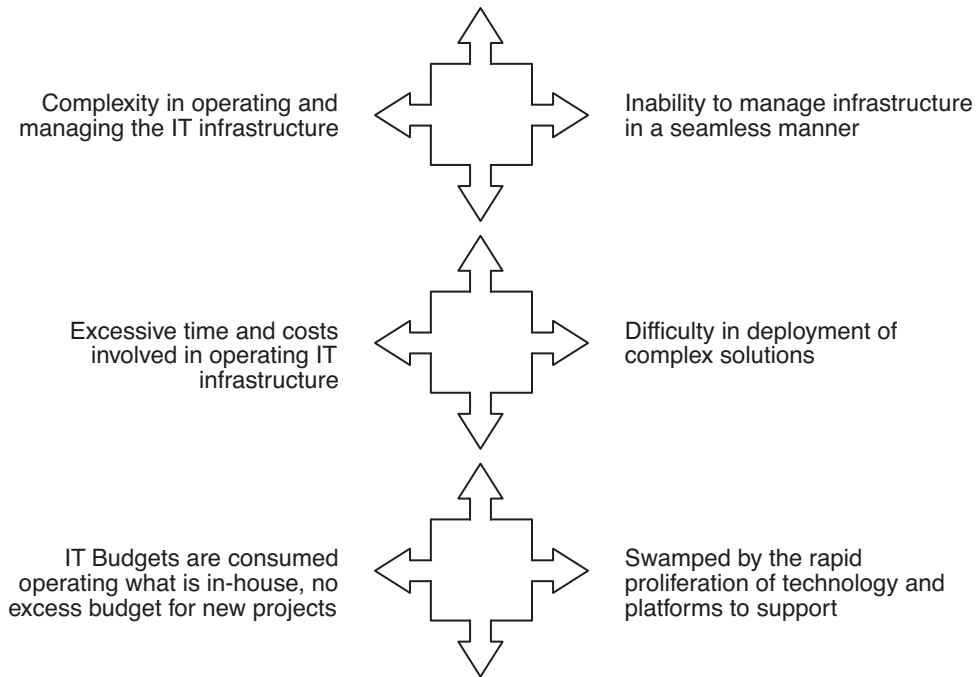 Complexity in operating and
managing the IT infrastructure
Inability to manage infrastructure
in a seamless manner
Excessive time and costs
involved in operating IT
infrastructure
Difficulty in deployment of
complex solutions
IT Budgets are consumed
operating what is in-house, no
excess budget for new projects
Swamped by the rapid
proliferation of technology and
platforms to support